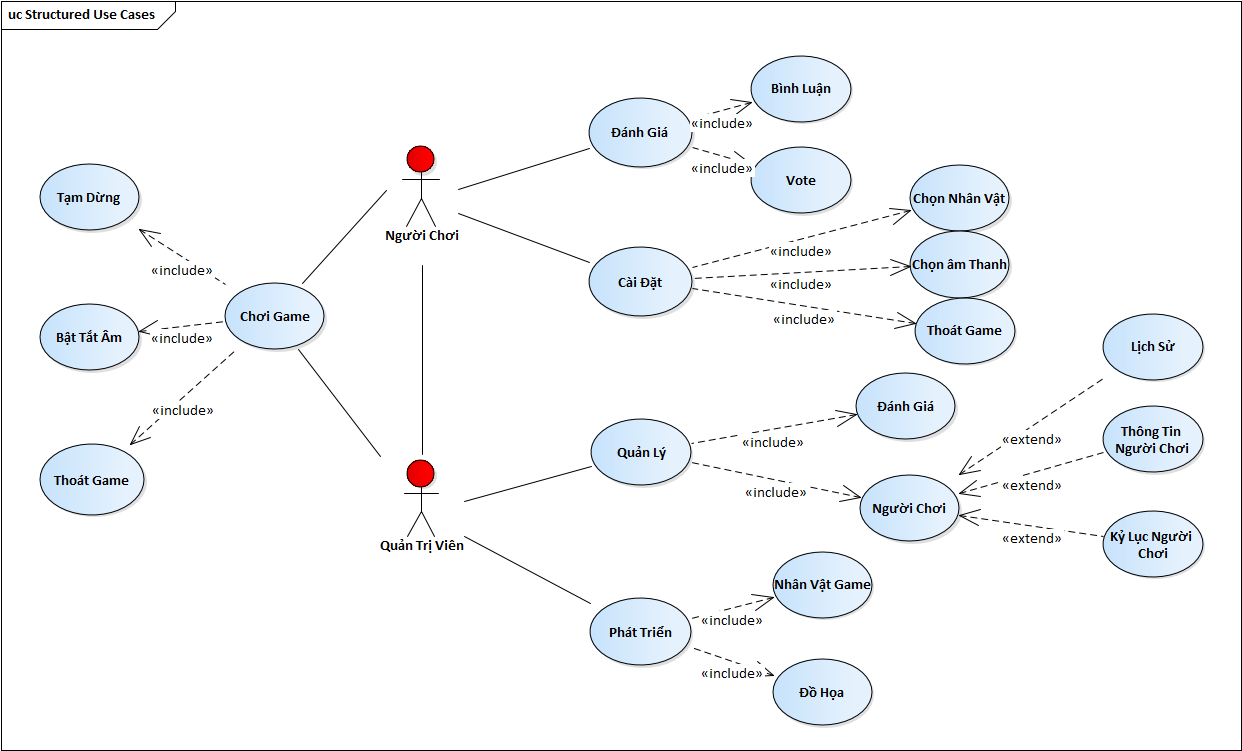 uc Structured Use Cases
Bình Luận
Đánh Giá
«include»
«include»
Vote
Tạm Dừng
Chọn Nhân Vật
Người Chơi
«include»
Chọn âm Thanh
«include»
Cài Đặt
«include»
Chơi Game
«include»
Thoát Game
Bật Tắt Âm
«include»
Lịch Sử
«include»
Đánh Giá
«extend»
Thông Tin
Người Chơi
«include»
Quản Lý
Thoát Game
«extend»
«include»
Người Chơi
Quản Trị Viên
«extend»
Kỷ Lục Người
Chơi
Nhân Vật Game
«include»
Phát Triển
«include»
Đồ Họa